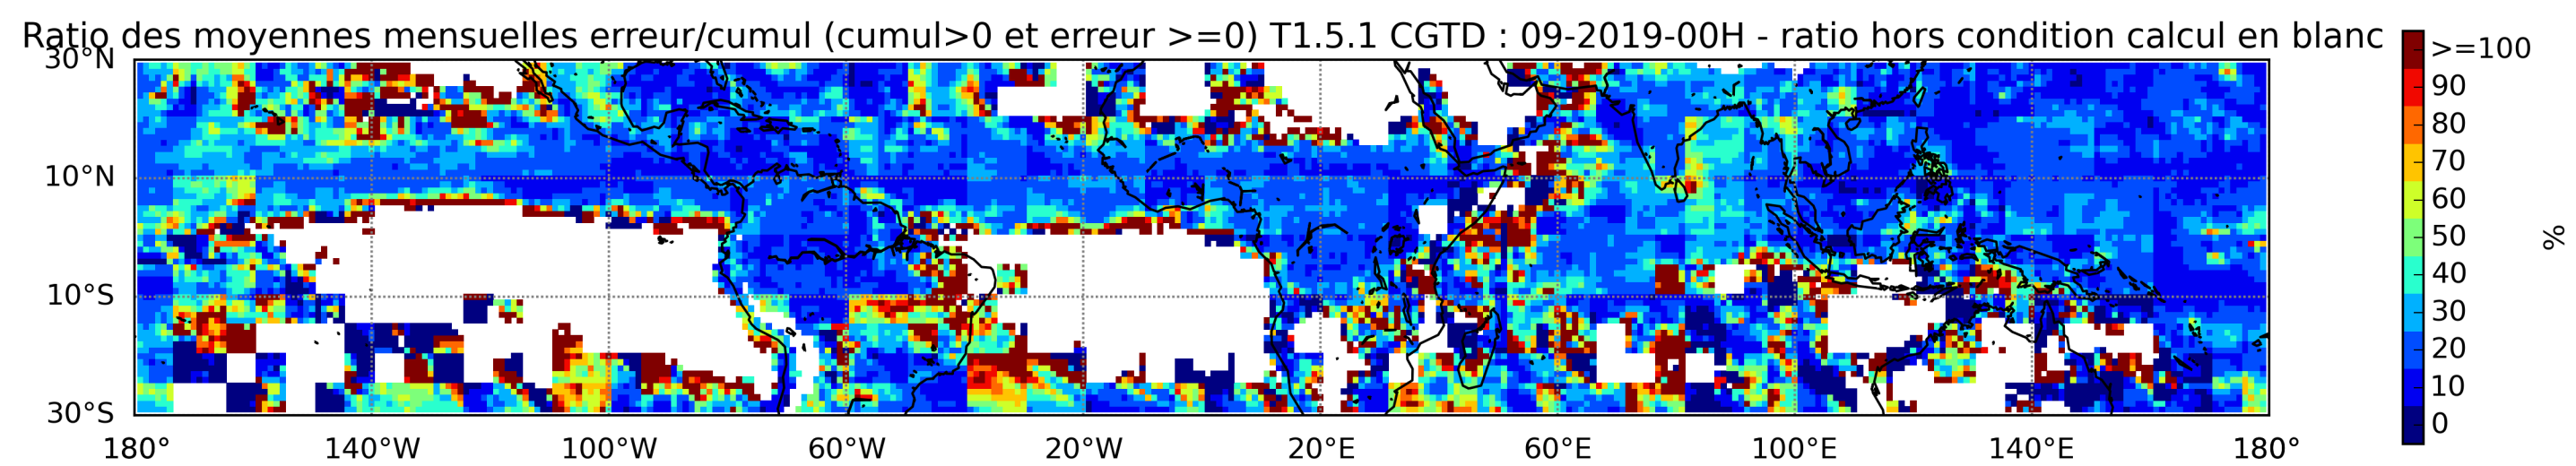 Ratio des moyennes mensuelles erreur/cumul (cumul>0 et erreur >=0) T1.5.1 CGTD : 09-2019-00H - ratio hors condition calcul en blanc
30°N
10°N
10°S
30°S
180° 140°W 100°W 60°W 20°W 20°E 60°E 100°E 140°E 180°
>=100
90
80
70
60
50
40
30
20
10
0
%